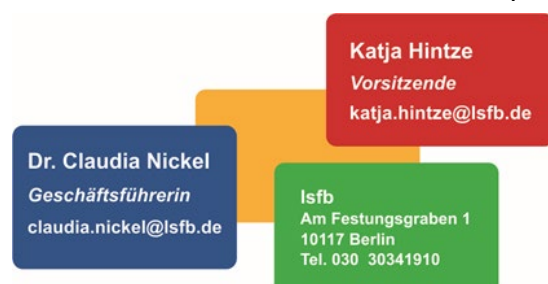 Katja Hintze
Vorsitzende
katja.hintze@lsfb.de
Dr. Claudia Nickel
Geschäftsführerin
claudia.nickel@lsfb.de
lsfb
Am Festungsgraben 1
10117 Berlin
Tel. 030 30341910